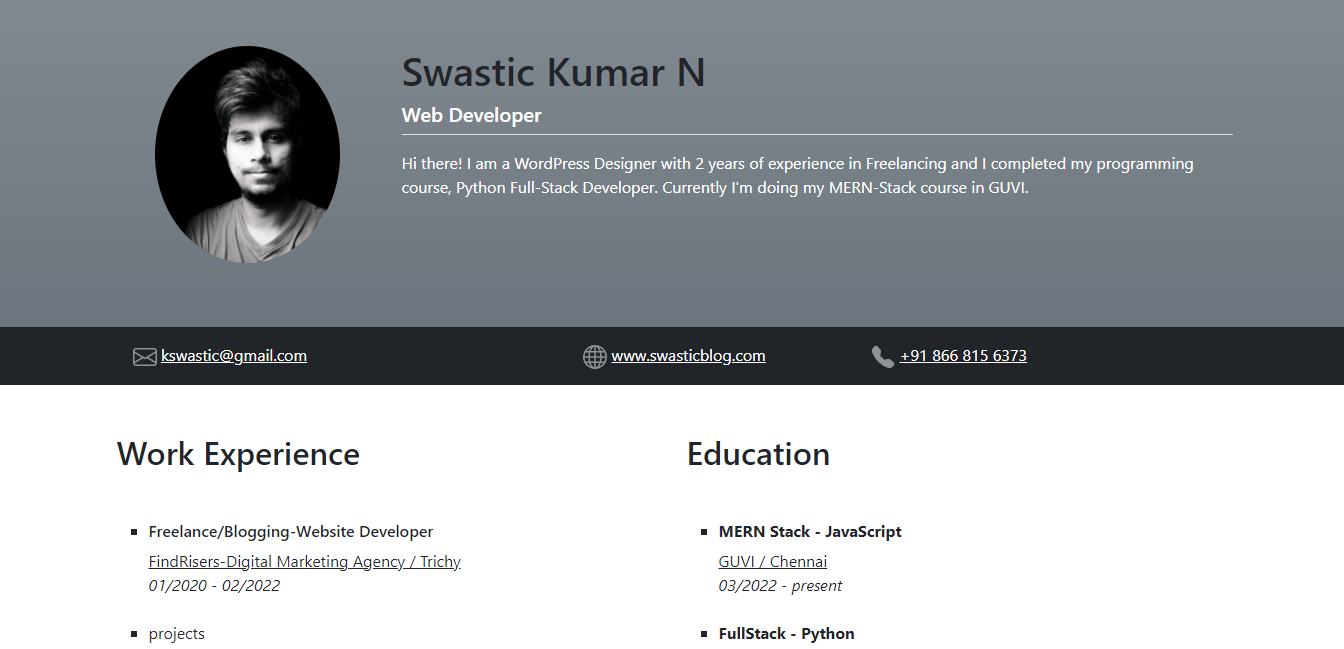 Swastic Kumar N
Web Developer
Hi there! I am a WordPress Designer with 2 years of experience in Freelancing and I completed my programming
course, Python Full-Stack Developer. Currently I'm doing my MERN-Stack course in GUVI.
kswastic@gmail.com
www.swasticblog.com
+91 866 815 6373
Work Experience
Freelance/Blogging-Website Developer
FindRisers-Digital Marketing Agency / Trichy
01/2020 - 02/2022
projects
Education
MERN Stack - JavaScript
GUVI / Chennai
03/2022 - present
FullStack - Python